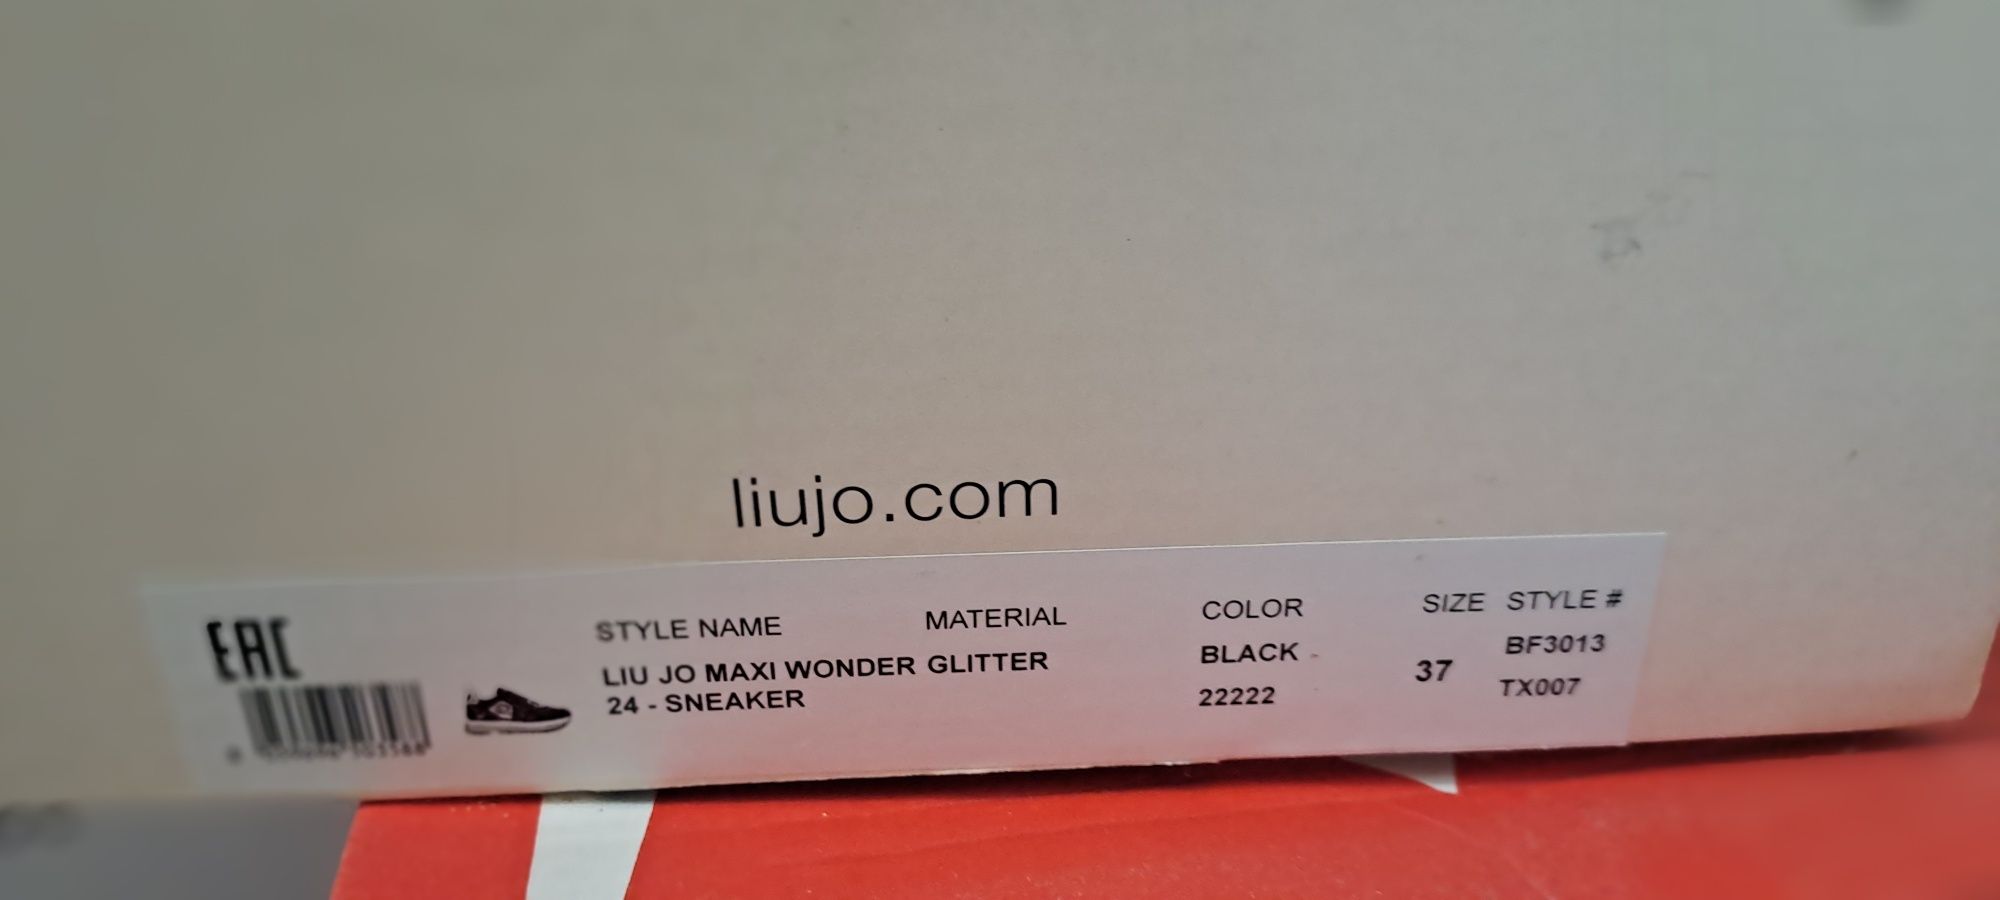 liujo.com
EAC
STYLE NAME MATERIAL COLOR SIZE STYLE #
LIU JO MAXI WONDER GLITTER BLACK 37 BF3013
24 - SNEAKER 22222 TX007